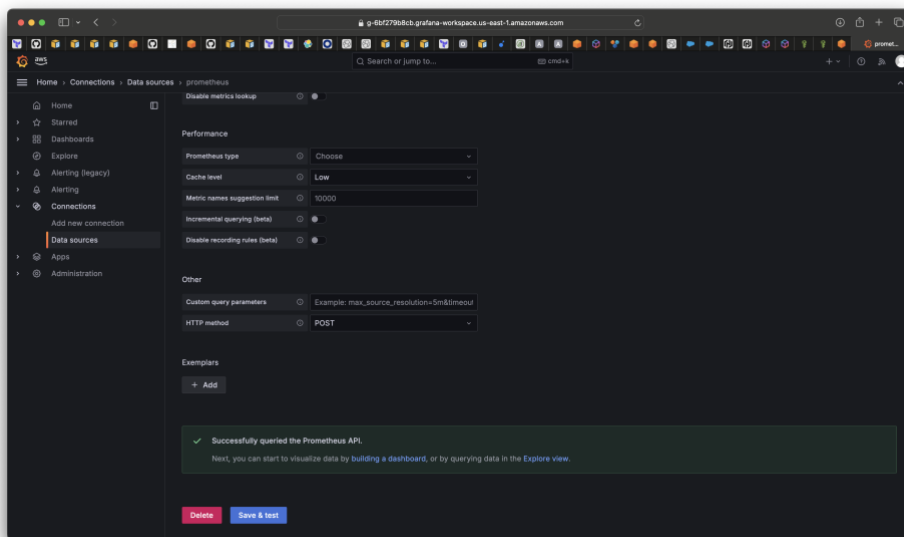 g-6bf279b8cb.grafana-workspace.us-east-1.amazonaws.com
promet...
aws
Search or jump to...
cmd+k
Home › Connections › Data sources › prometheus
Home
Starred
Dashboards
Explore
Alerting (legacy)
Alerting
Connections
Add new connection
Data sources
Apps
Administration
Disable metrics lookup
Performance
Prometheus type Choose
Cache level Low
Metric names suggestion limit 10000
Incremental querying (beta)
Disable recording rules (beta)
Other
Custom query parameters Example: max_source_resolution=5m&timeout
HTTP method POST
Exemplars
+ Add
Successfully queried the Prometheus API.
Next, you can start to visualize data by building a dashboard, or by querying data in the Explore view.
Delete Save & test